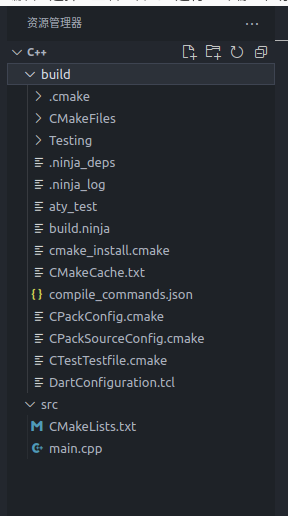 资源管理器
C++
build
.cmake
CMakeFiles
Testing
.ninja_deps
.ninja_log
aty_test
build.ninja
cmake_install.cmake
CMakeCache.txt
compile_commands.json
CPackConfig.cmake
CPackSourceConfig.cmake
CTestTestfile.cmake
DartConfiguration.tcl
src
CMakeLists.txt
main.cpp